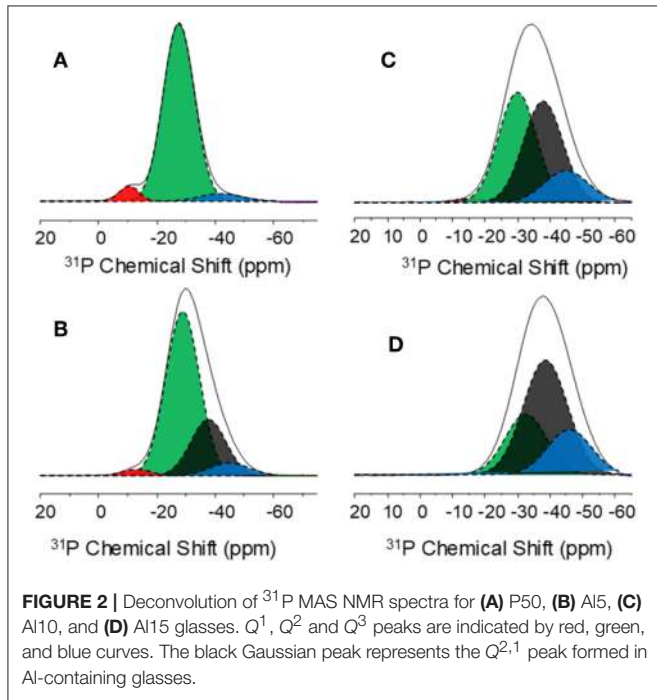 A
20 0 -20 -40 -60
³¹P Chemical Shift (ppm)
C
20 10 0 -10 -20 -30 -40 -50 -60
³¹P Chemical Shift (ppm)
B
20 0 -20 -40 -60
³¹P Chemical Shift (ppm)
D
20 10 0 -10 -20 -30 -40 -50 -60
³¹P Chemical Shift (ppm)
FIGURE 2 | Deconvolution of ³¹P MAS NMR spectra for (A) P50, (B) Al5, (C)
Al10, and (D) Al15 glasses. Q¹, Q² and Q³ peaks are indicated by red, green,
and blue curves. The black Gaussian peak represents the Q²,¹ peak formed in
Al-containing glasses.